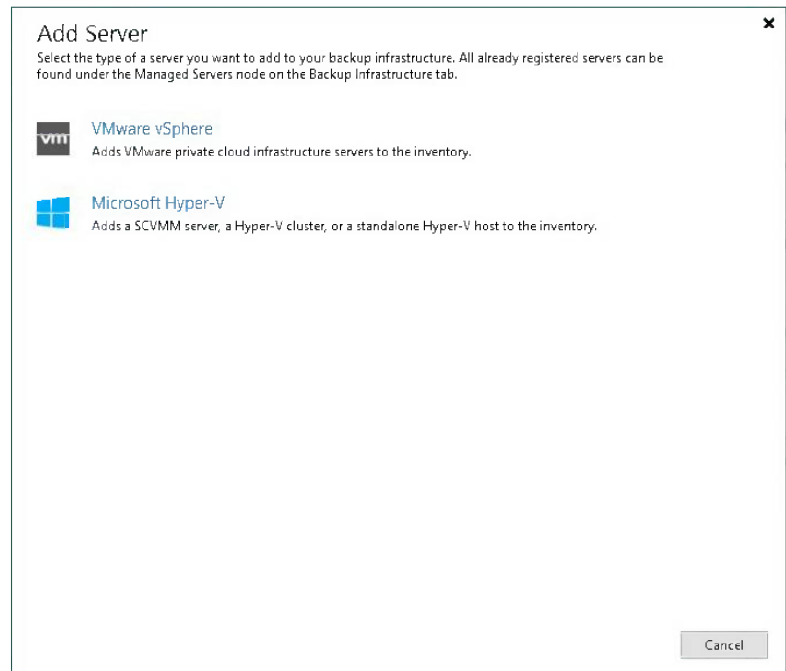 Add Server
Select the type of a server you want to add to your backup infrastructure. All already registered servers can be
found under the Managed Servers node on the Backup Infrastructure tab.
vm
VMware vSphere
Adds VMware private cloud infrastructure servers to the inventory.
Microsoft Hyper-V
Adds a SCVMM server, a Hyper-V cluster, or a standalone Hyper-V host to the inventory.
Cancel